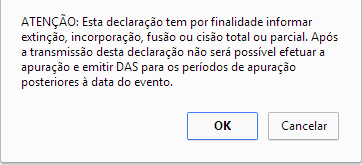 ATENÇÃO: Esta declaração tem por finalidade informar
extinção, incorporação, fusão ou cisão total ou parcial. Após
a transmissão desta declaração não será possível efetuar a
apuração e emitir DAS para os períodos de apuração
posteriores à data do evento.
OK
Cancelar